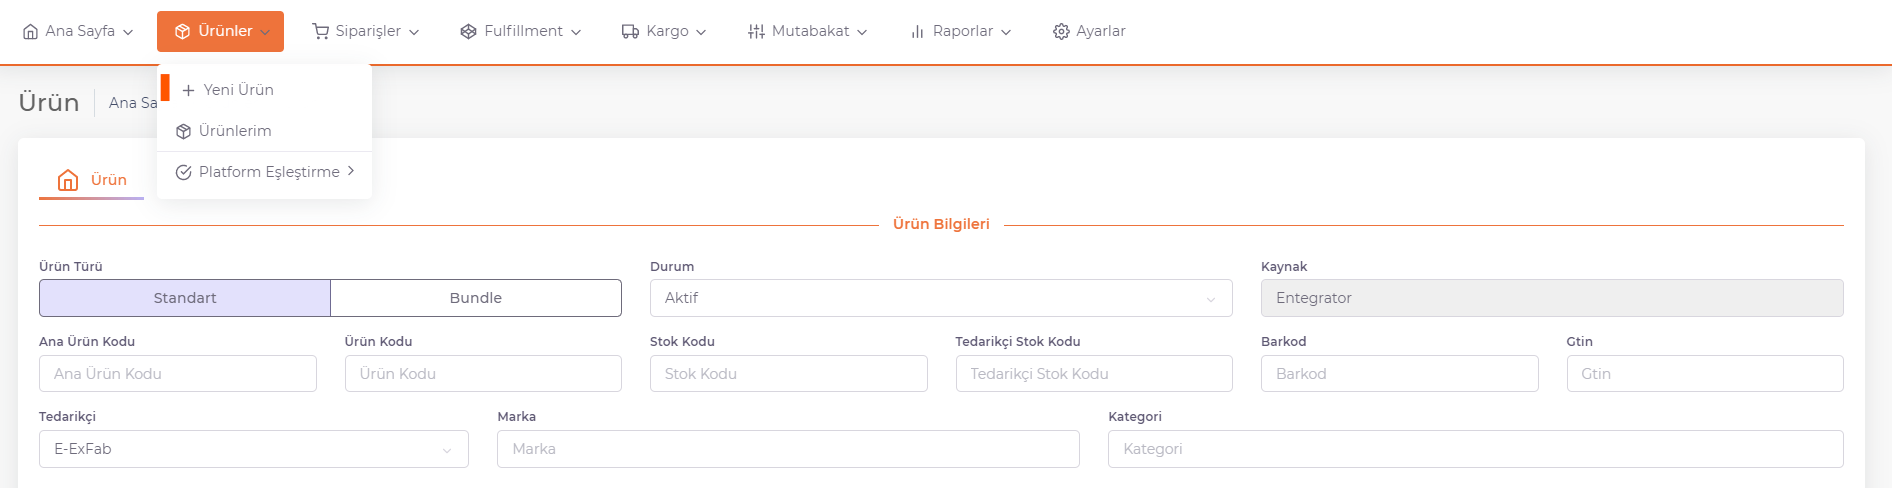 Ana Sayfa Ürünler Siparişler Fulfillment Kargo Mutabakat Raporlar Ayarlar
Yeni Ürün
Ürün Ana Sa
Ürünlerim
Platform Eşleştirme
Ürün
Ürün Bilgileri
Ürün Türü Durum Kaynak
Standart Bundle Aktif Entegrator
Ana Ürün Kodu Ürün Kodu Stok Kodu Tedarikçi Stok Kodu Barkod Gtin
Ana Ürün Kodu Ürün Kodu Stok Kodu Tedarikçi Stok Kodu Barkod Gtin
Tedarikçi Marka Kategori
E-ExFab Marka Kategori